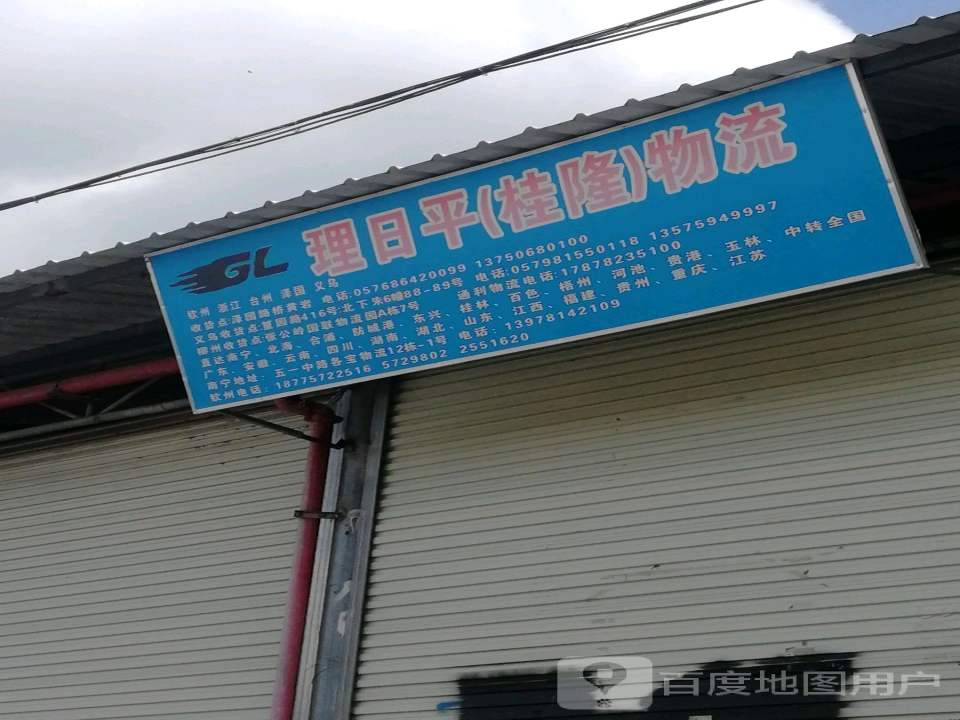 理日平(桂隆)物流
GL
钦州 浙江 台州 泽国 义乌
收货点:泽国路桥黄岩 电话:057686420099 13750680100
义乌收货点:富园路416号:北下朱6幢88-89号 电话:057981550118 13575949997
柳州收货点:张公岭国联物流园A栋7号 通利物流电话:17878235100
直达南宁、北海、合浦、防城港、东兴、桂林、百色、梧州、河池、贵港、玉林、中转全国
广东、安徽、云南、四川、湖南、湖北、山东、江西、福建、贵州、重庆、江苏
南宁地址:五一中路各宝物流12栋-1号 电话:13978142109
钦州电话:18775722516 5729802 2551620
百度地图用户